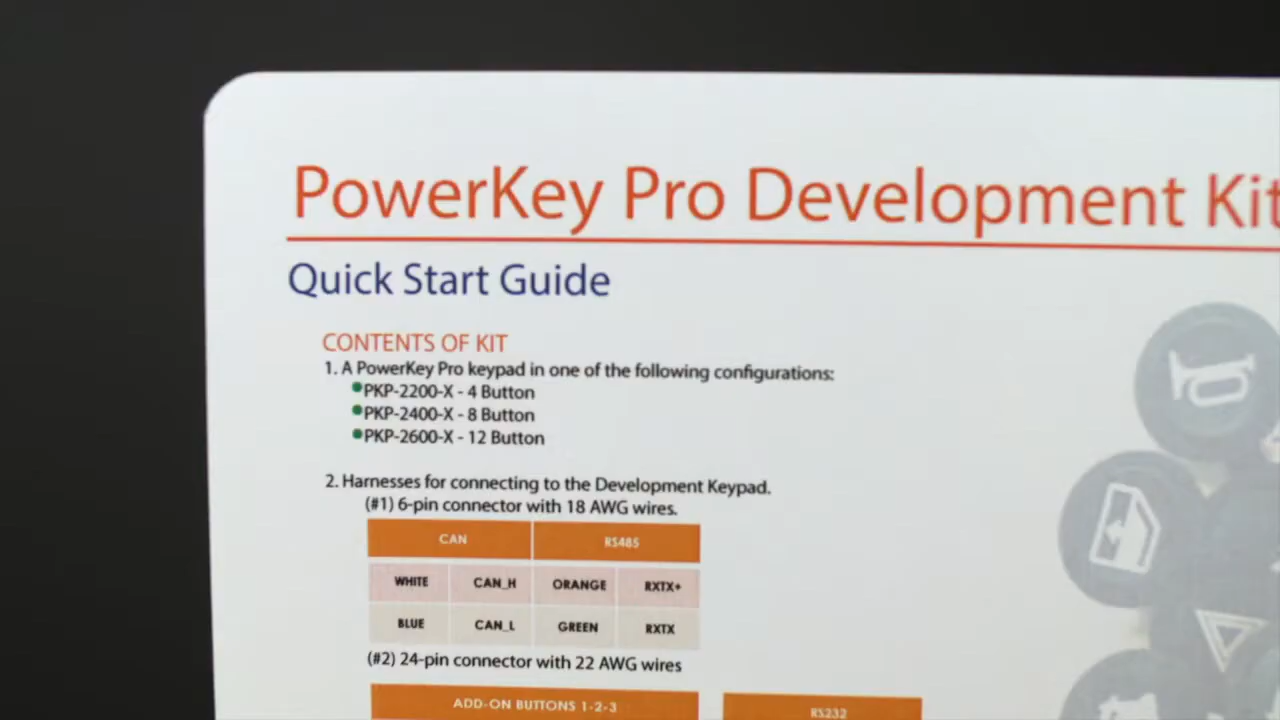 PowerKey Pro Development Kit
Quick Start Guide
CONTENTS OF KIT
1. A PowerKey Pro keypad in one of the following configurations:
PKP-2200-X - 4 Button
PKP-2400-X - 8 Button
PKP-2600-X - 12 Button
2. Harnesses for connecting to the Development Keypad.
(#1) 6-pin connector with 18 AWG wires.
CAN RS485
WHITE CAN_H ORANGE RXTX+
BLUE CAN_L GREEN RXTX
(#2) 24-pin connector with 22 AWG wires
ADD-ON BUTTONS 1-2-3 RS232